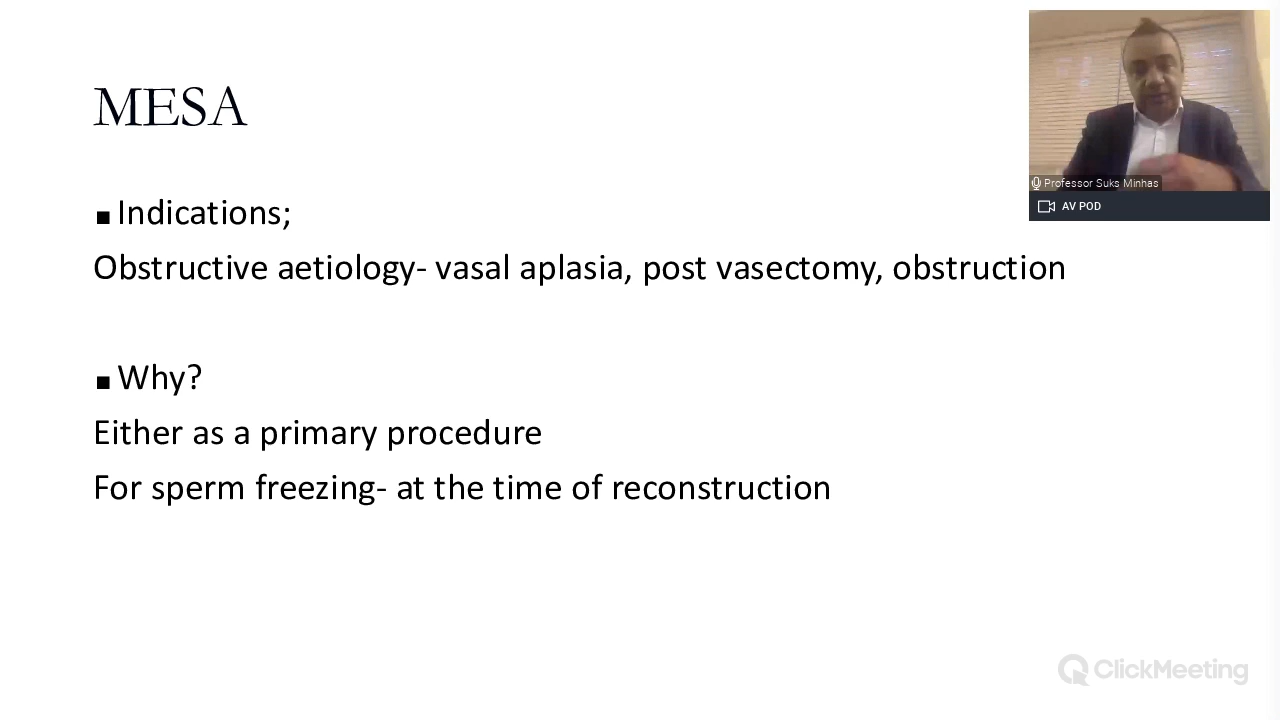 MESA
▪ Indications;
Obstructive aetiology- vasal aplasia, post vasectomy, obstruction
▪ Why?
Either as a primary procedure
For sperm freezing- at the time of reconstruction
Professor Suks Minhas
AV POD
ClickMeeting